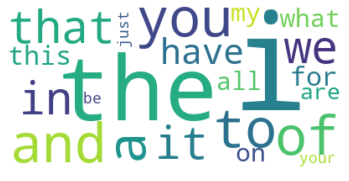 that just you my what
this have i we
the all for
in be are
and a it to of
on your